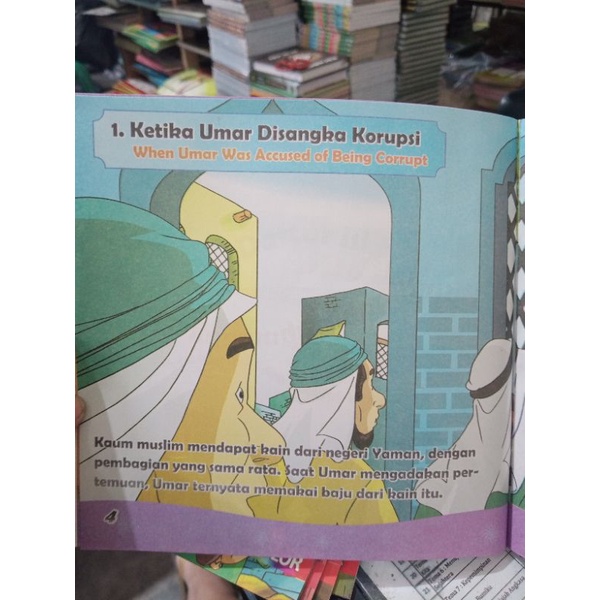 1. Ketika Umar Disangka Korupsi
When Umar Was Accused of Being Corrupt
Kaum muslim mendapat kain dari negeri Yaman, dengan
pembagian yang sama rata. Saat Umar mengadakan per-
temuan, Umar ternyata memakai baju dari kain itu.
4